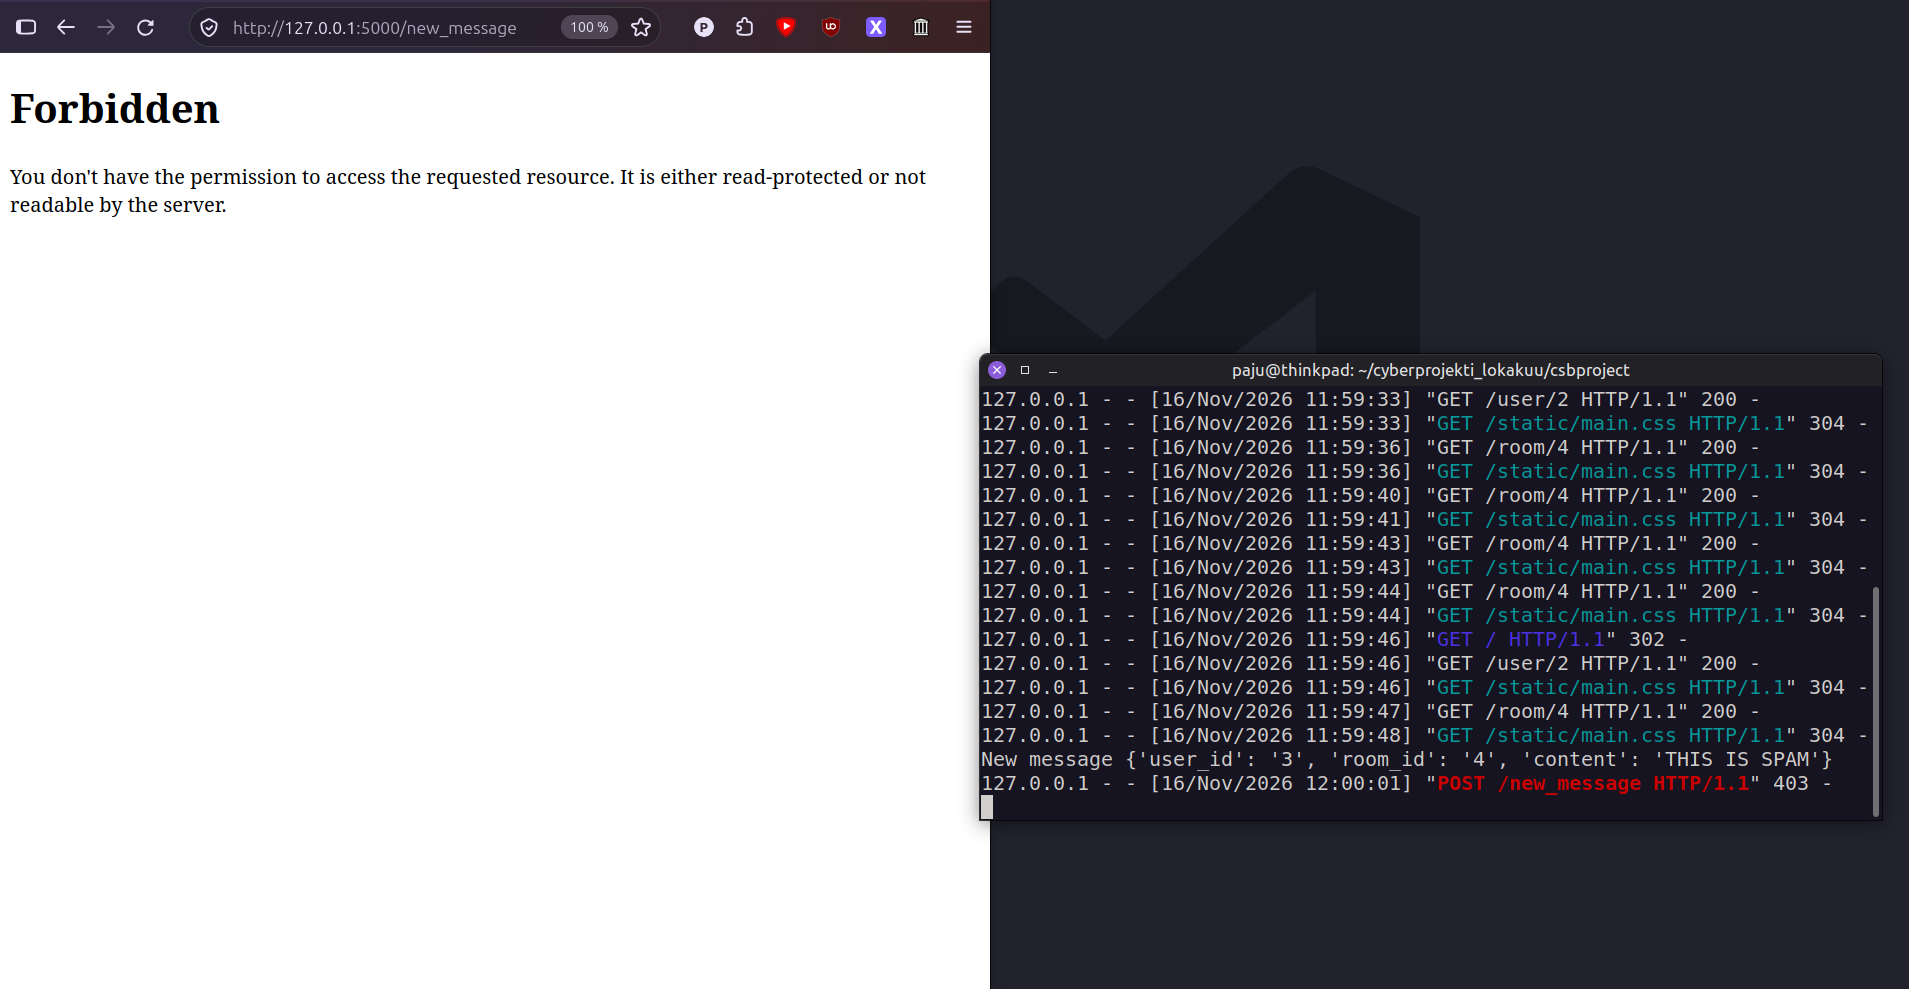 http://127.0.0.1:5000/new_message 100 %
Forbidden
You don't have the permission to access the requested resource. It is either read-protected or not
readable by the server.
paju@thinkpad: ~/cyberprojekti_lokakuu/csbproject
127.0.0.1 - - [16/Nov/2026 11:59:33] "GET /user/2 HTTP/1.1" 200 -
127.0.0.1 - - [16/Nov/2026 11:59:33] "GET /static/main.css HTTP/1.1" 304 -
127.0.0.1 - - [16/Nov/2026 11:59:36] "GET /room/4 HTTP/1.1" 200 -
127.0.0.1 - - [16/Nov/2026 11:59:36] "GET /static/main.css HTTP/1.1" 304 -
127.0.0.1 - - [16/Nov/2026 11:59:40] "GET /room/4 HTTP/1.1" 200 -
127.0.0.1 - - [16/Nov/2026 11:59:41] "GET /static/main.css HTTP/1.1" 304 -
127.0.0.1 - - [16/Nov/2026 11:59:43] "GET /room/4 HTTP/1.1" 200 -
127.0.0.1 - - [16/Nov/2026 11:59:43] "GET /static/main.css HTTP/1.1" 304 -
127.0.0.1 - - [16/Nov/2026 11:59:44] "GET /room/4 HTTP/1.1" 200 -
127.0.0.1 - - [16/Nov/2026 11:59:44] "GET /static/main.css HTTP/1.1" 304 -
127.0.0.1 - - [16/Nov/2026 11:59:46] "GET / HTTP/1.1" 302 -
127.0.0.1 - - [16/Nov/2026 11:59:46] "GET /user/2 HTTP/1.1" 200 -
127.0.0.1 - - [16/Nov/2026 11:59:46] "GET /static/main.css HTTP/1.1" 304 -
127.0.0.1 - - [16/Nov/2026 11:59:47] "GET /room/4 HTTP/1.1" 200 -
127.0.0.1 - - [16/Nov/2026 11:59:48] "GET /static/main.css HTTP/1.1" 304 -
New message {'user_id': '3', 'room_id': '4', 'content': 'THIS IS SPAM'}
127.0.0.1 - - [16/Nov/2026 12:00:01] "POST /new_message HTTP/1.1" 403 -